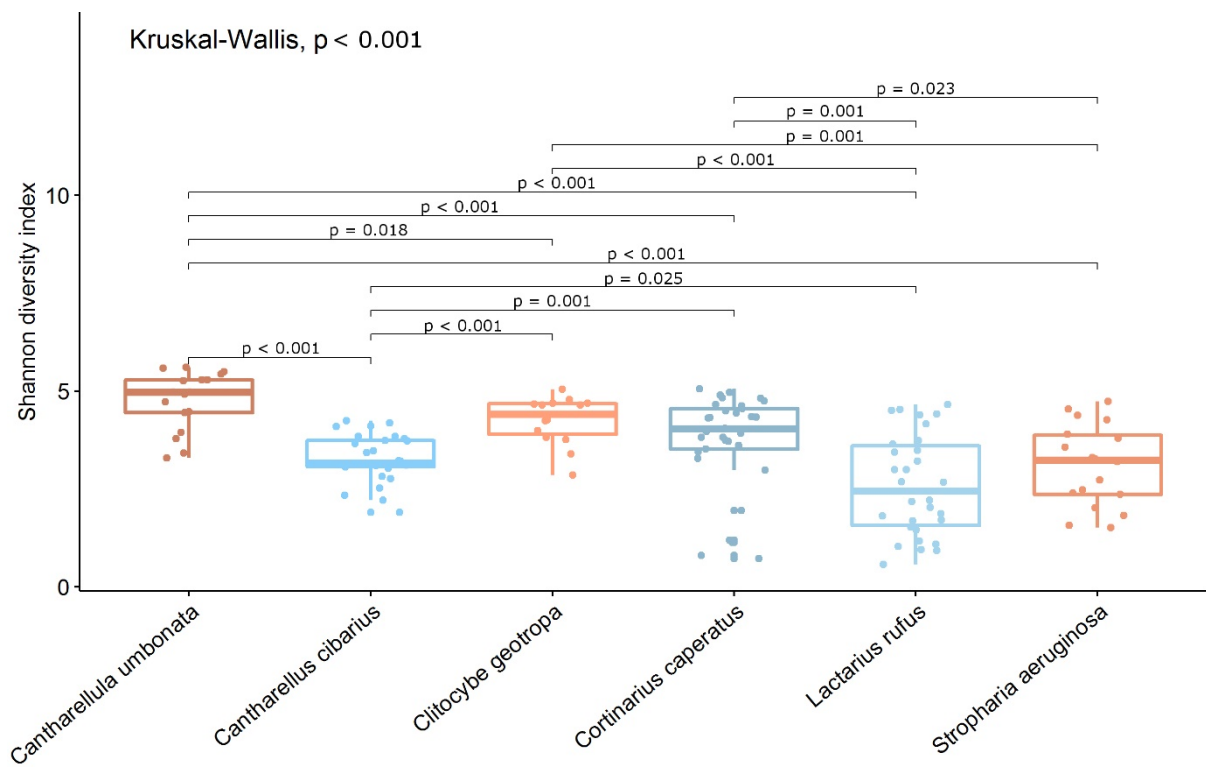 Kruskal-Wallis, p < 0.001
p = 0.023
p = 0.001
p = 0.001
p < 0.001
p < 0.001
p < 0.001
p = 0.018
p < 0.001
p = 0.025
p = 0.001
p < 0.001
p < 0.001
Shannon diversity index
10
5
0
Cantharellula umbonata
Cantharellus cibarius
Clitocybe geotropa
Cortinarius caperatus
Lactarius rufus
Stropharia aeruginosa